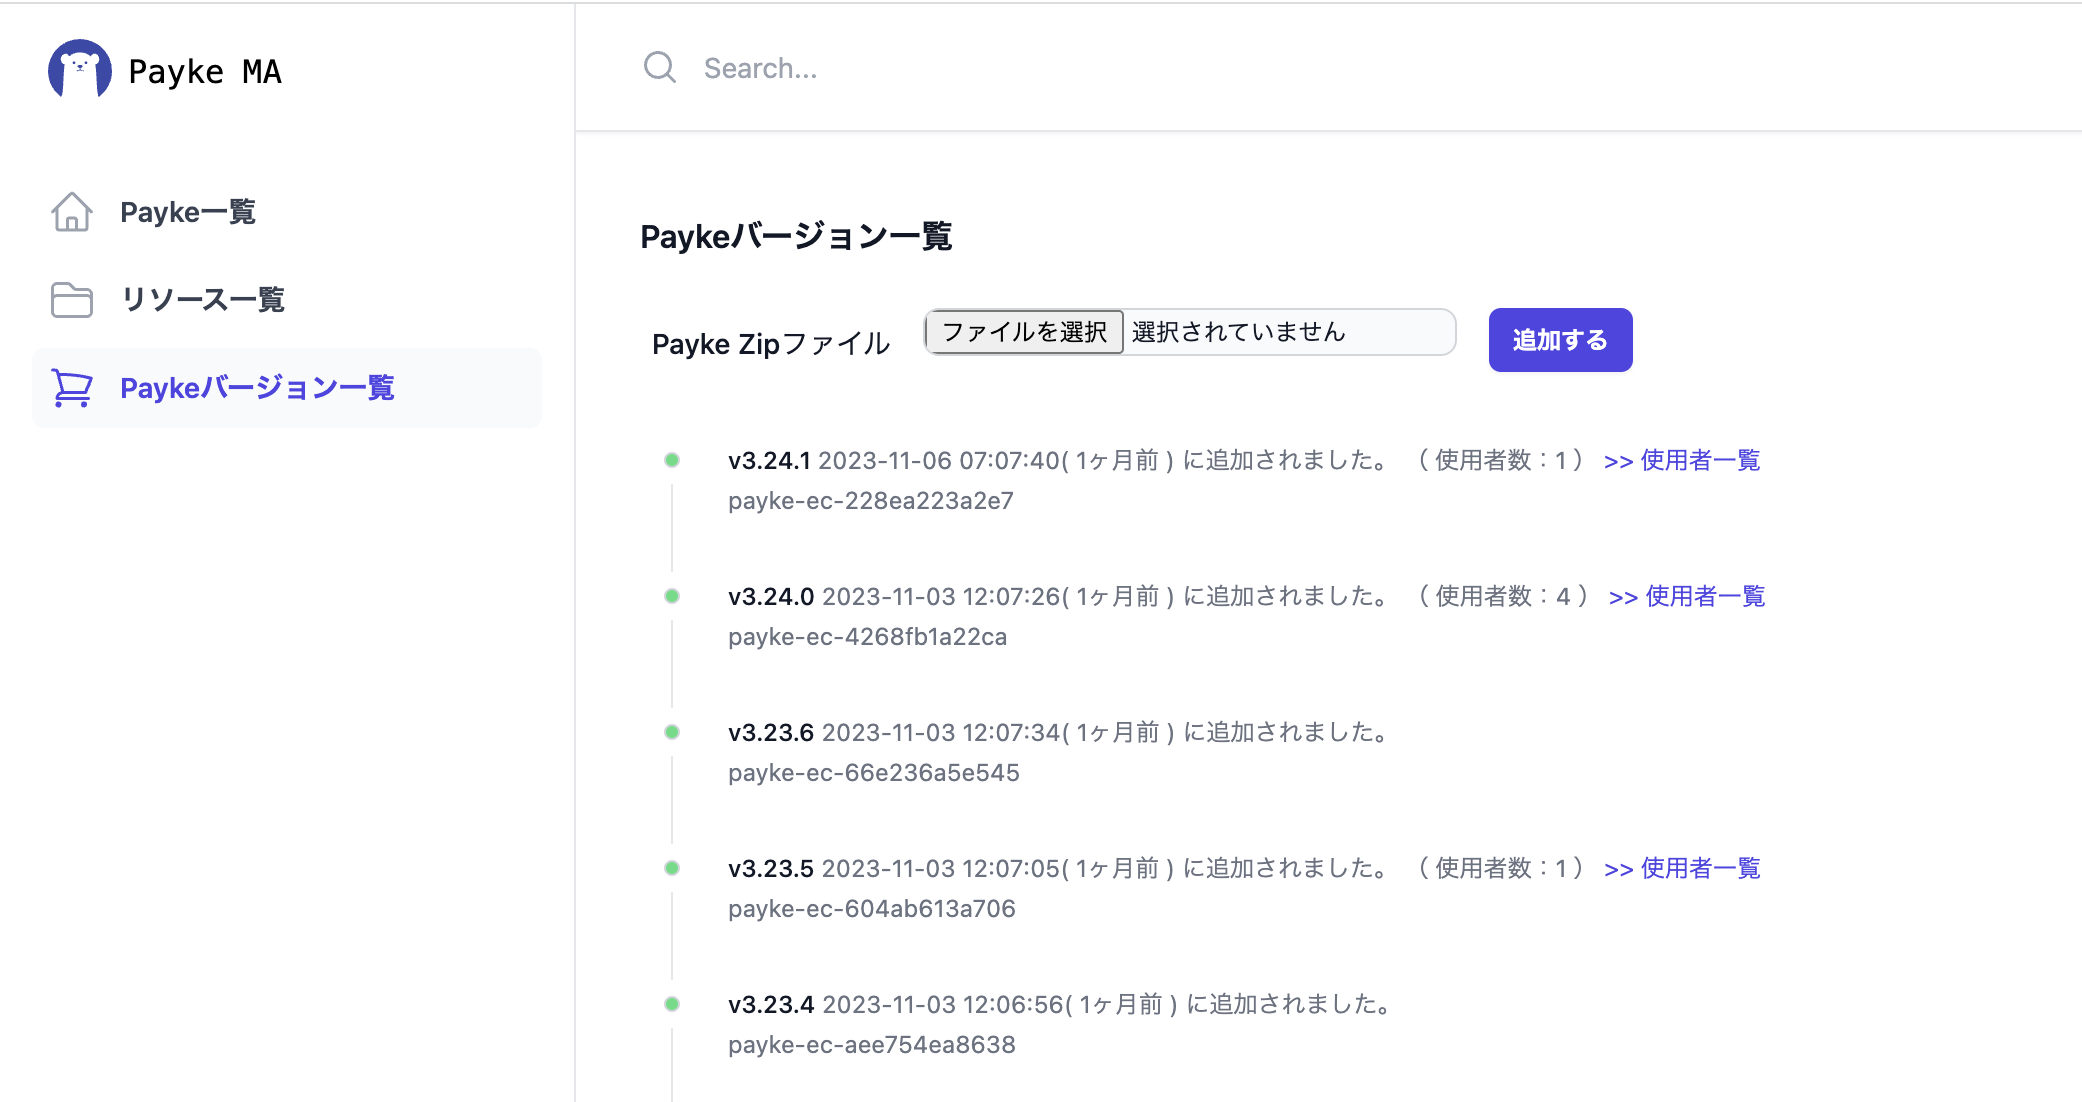 Payke MA
Search...
Payke一覧
リソース一覧
Paykeバージョン一覧
Paykeバージョン一覧
Payke Zipファイル ファイルを選択 選択されていません 追加する
v3.24.1 2023-11-06 07:07:40( 1ヶ月前 ) に追加されました。 （ 使用者数：1 ） >> 使用者一覧
payke-ec-228ea223a2e7
v3.24.0 2023-11-03 12:07:26( 1ヶ月前 ) に追加されました。 （ 使用者数：4 ） >> 使用者一覧
payke-ec-4268fb1a22ca
v3.23.6 2023-11-03 12:07:34( 1ヶ月前 ) に追加されました。
payke-ec-66e236a5e545
v3.23.5 2023-11-03 12:07:05( 1ヶ月前 ) に追加されました。 （ 使用者数：1 ） >> 使用者一覧
payke-ec-604ab613a706
v3.23.4 2023-11-03 12:06:56( 1ヶ月前 ) に追加されました。
payke-ec-aee754ea8638